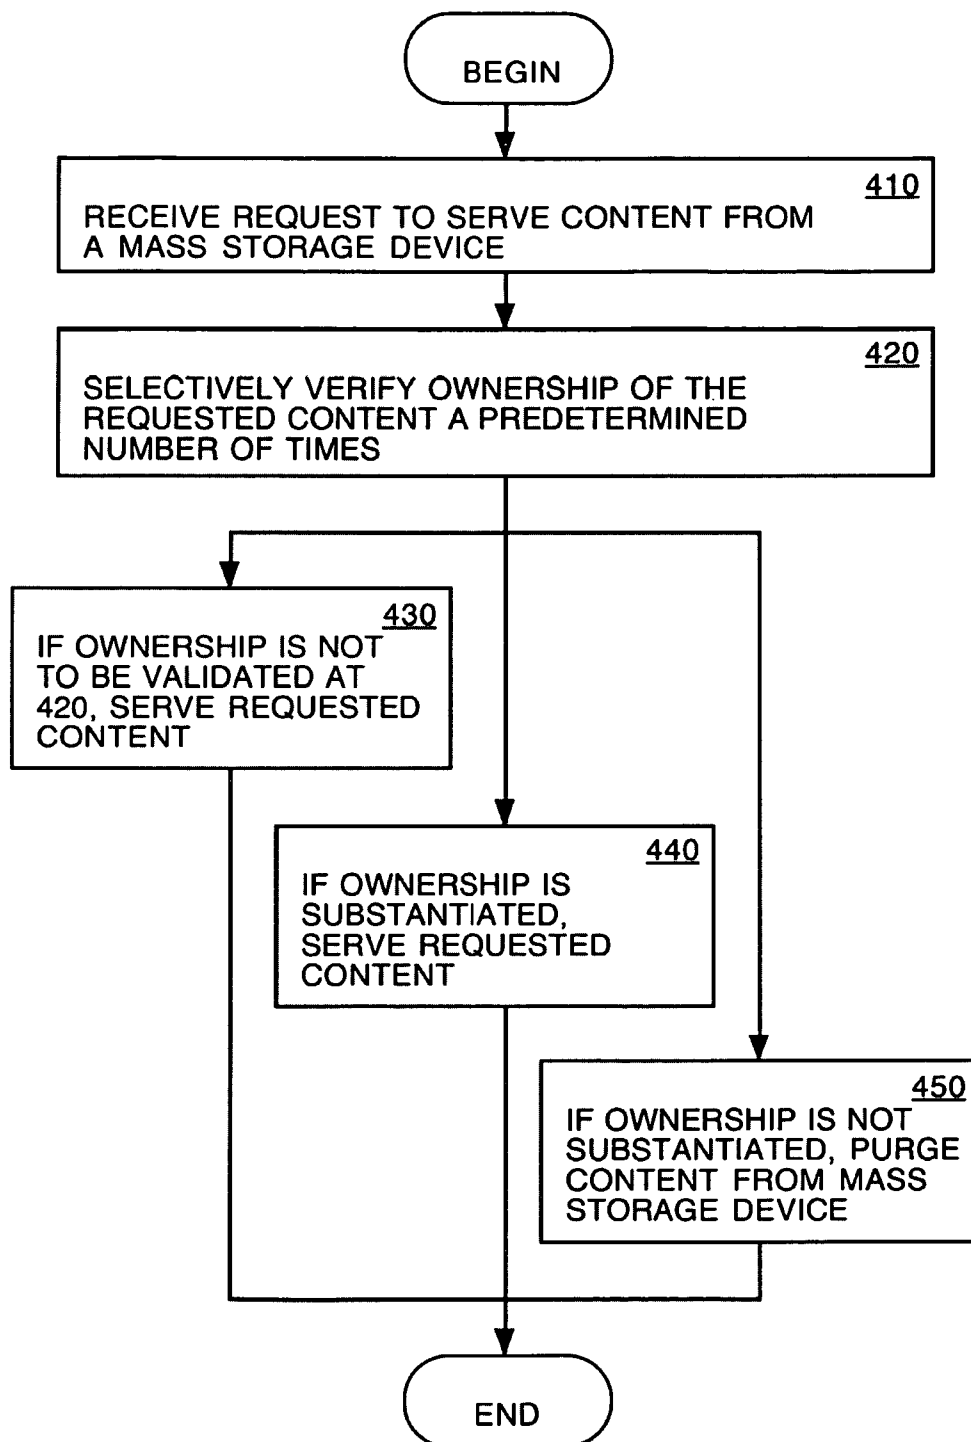 BEGIN
410
RECEIVE REQUEST TO SERVE CONTENT FROM
A MASS STORAGE DEVICE
420
SELECTIVELY VERIFY OWNERSHIP OF THE
REQUESTED CONTENT A PREDETERMINED
NUMBER OF TIMES
430
IF OWNERSHIP IS NOT
TO BE VALIDATED AT
420, SERVE REQUESTED
CONTENT
440
IF OWNERSHIP IS
SUBSTANTIATED,
SERVE REQUESTED
CONTENT
450
IF OWNERSHIP IS NOT
SUBSTANTIATED, PURGE
CONTENT FROM MASS
STORAGE DEVICE
END